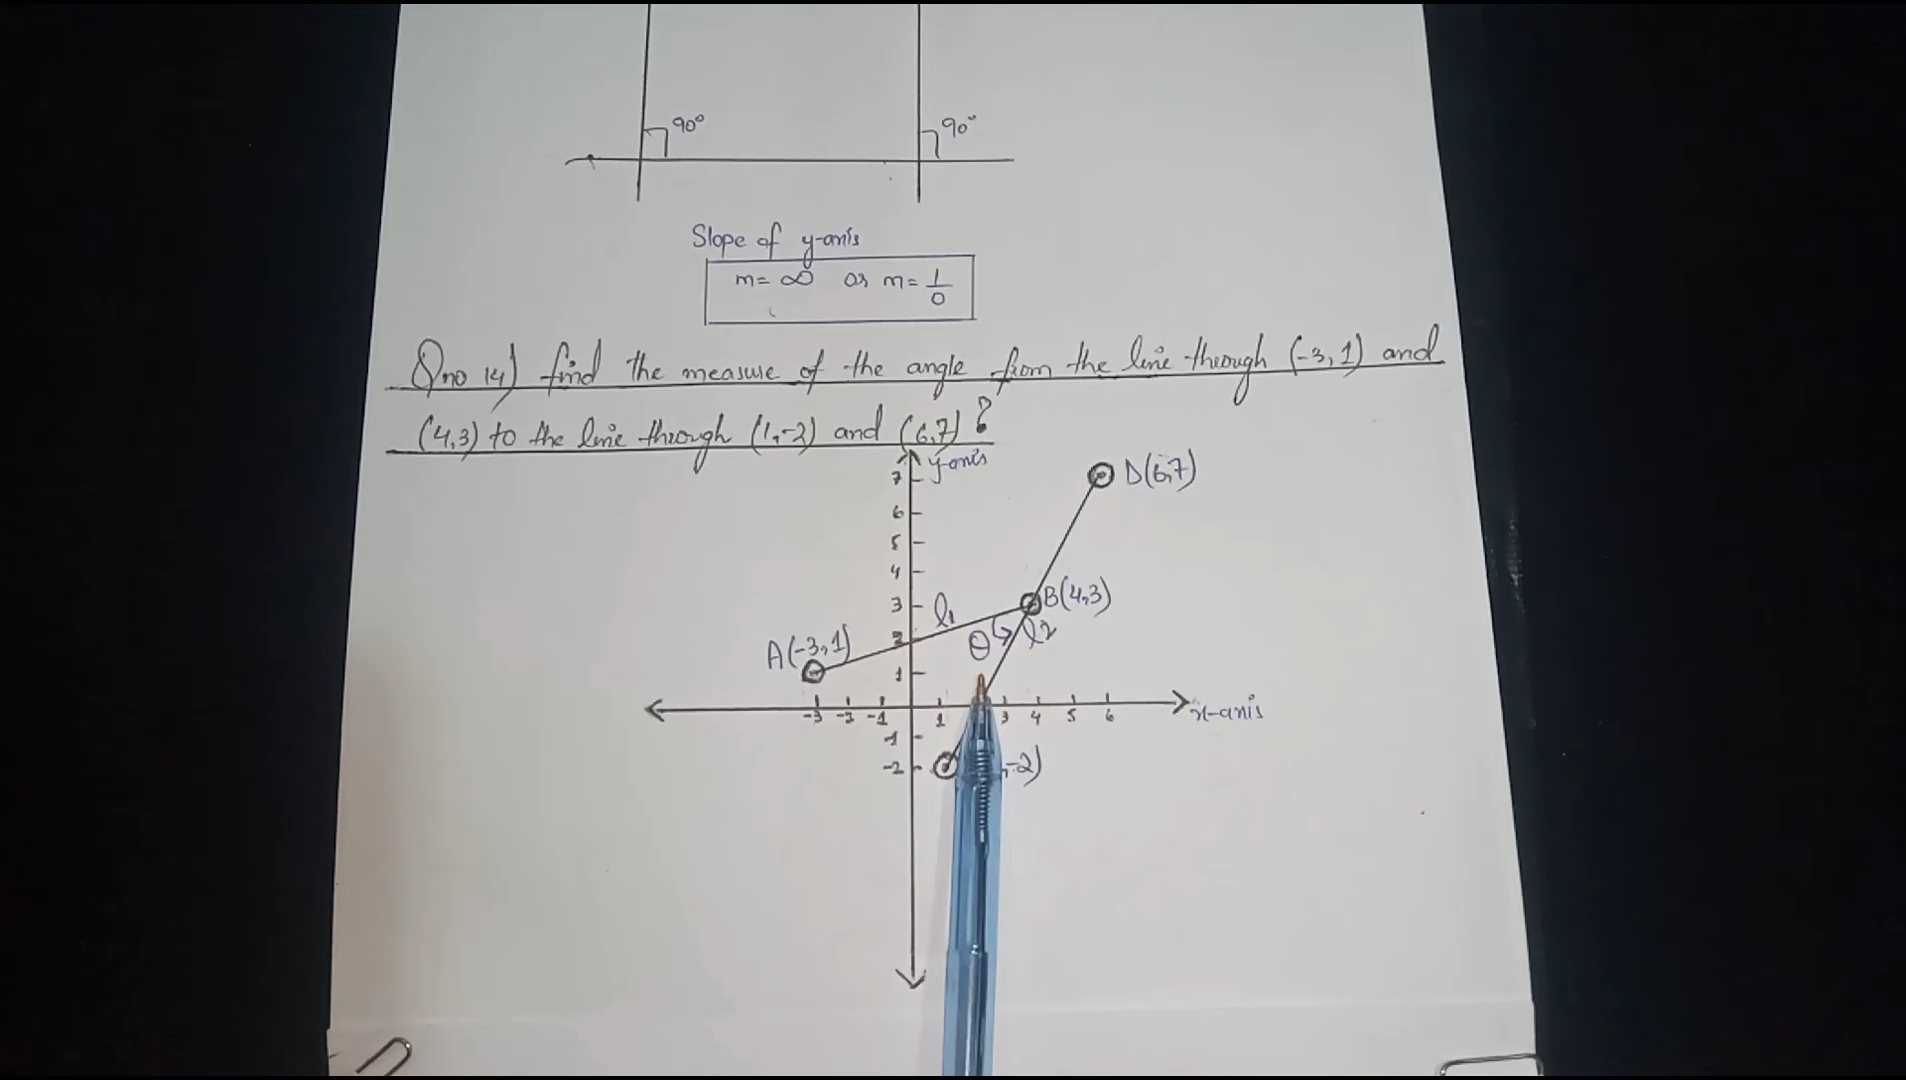 90°
90°
Slope of y-axis
m= ∞ or m= 1/0
Qno 14) find the measure of the angle from the line through (-3,1) and
(4,3) to the line through (1,-2) and (6,7)?
y-axis
7
D(6,7)
6
5
4
3
l1
B(4,3)
2
θ
l2
A(-3,1)
1
-3 -2 -1 1 3 4 5 6
x-axis
-1
-2
,-2)